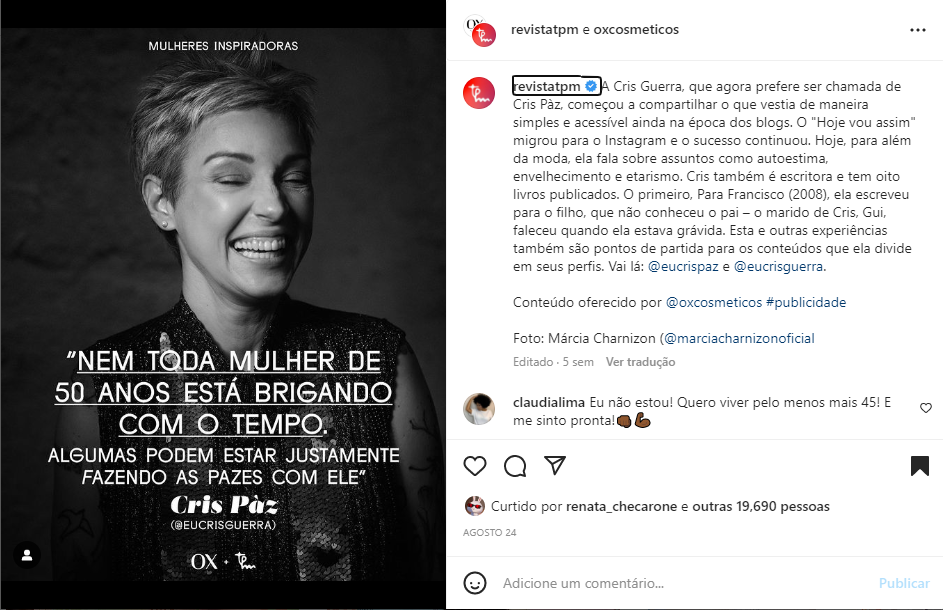 MULHERES INSPIRADORAS
"NEM TODA MULHER DE
50 ANOS ESTÁ BRIGANDO
COM O TEMPO.
ALGUMAS PODEM ESTAR JUSTAMENTE
FAZENDO AS PAZES COM ELE"
Cris Pàz
(@EUCRISGUERRA)
OX + tpm
OX tpm
revistatpm e oxcosmeticos
tpm
revistatpm A Cris Guerra, que agora prefere ser chamada de
Cris Pàz, começou a compartilhar o que vestia de maneira
simples e acessível ainda na época dos blogs. O "Hoje vou assim"
migrou para o Instagram e o sucesso continuou. Hoje, para além
da moda, ela fala sobre assuntos como autoestima,
envelhecimento e etarismo. Cris também é escritora e tem oito
livros publicados. O primeiro, Para Francisco (2008), ela escreveu
para o filho, que não conheceu o pai – o marido de Cris, Gui,
faleceu quando ela estava grávida. Esta e outras experiências
também são pontos de partida para os conteúdos que ela divide
em seus perfis. Vai lá: @eucrispaz e @eucrisguerra.
Conteúdo oferecido por @oxcosmeticos #publicidade
Foto: Márcia Charnizon (@marciacharnizonoficial
Editado · 5 sem Ver tradução
claudialima Eu não estou! Quero viver pelo menos mais 45! E
me sinto pronta!👊🏾💪🏾
Curtido por renata_checarone e outras 19,690 pessoas
AGOSTO 24
Adicione um comentário... Publicar